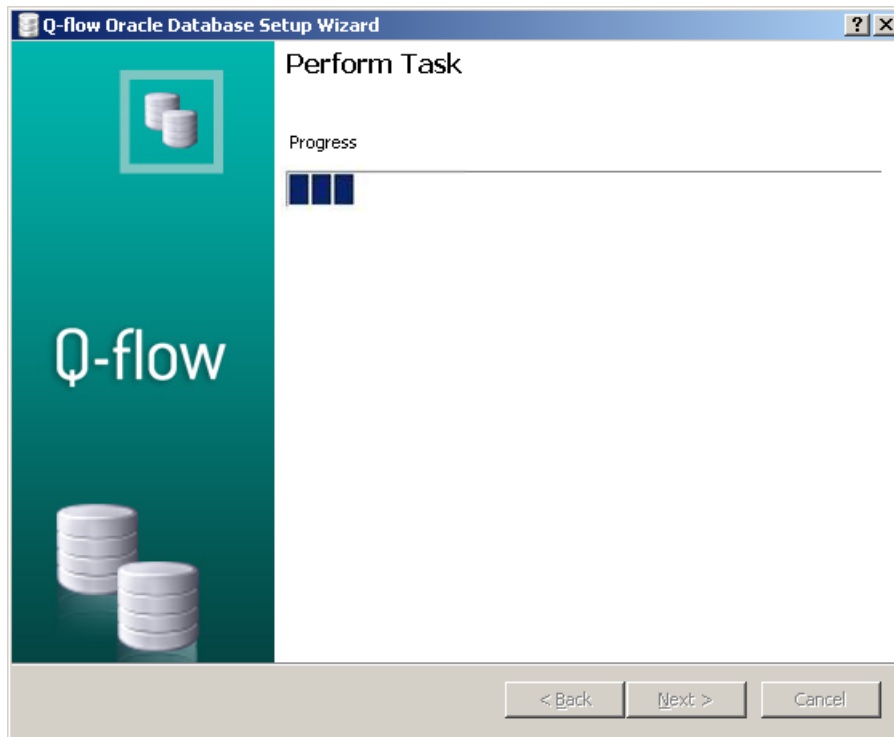 Q-flow Oracle Database Setup Wizard
Perform Task
Progress
Q-flow
< Back
Next >
Cancel